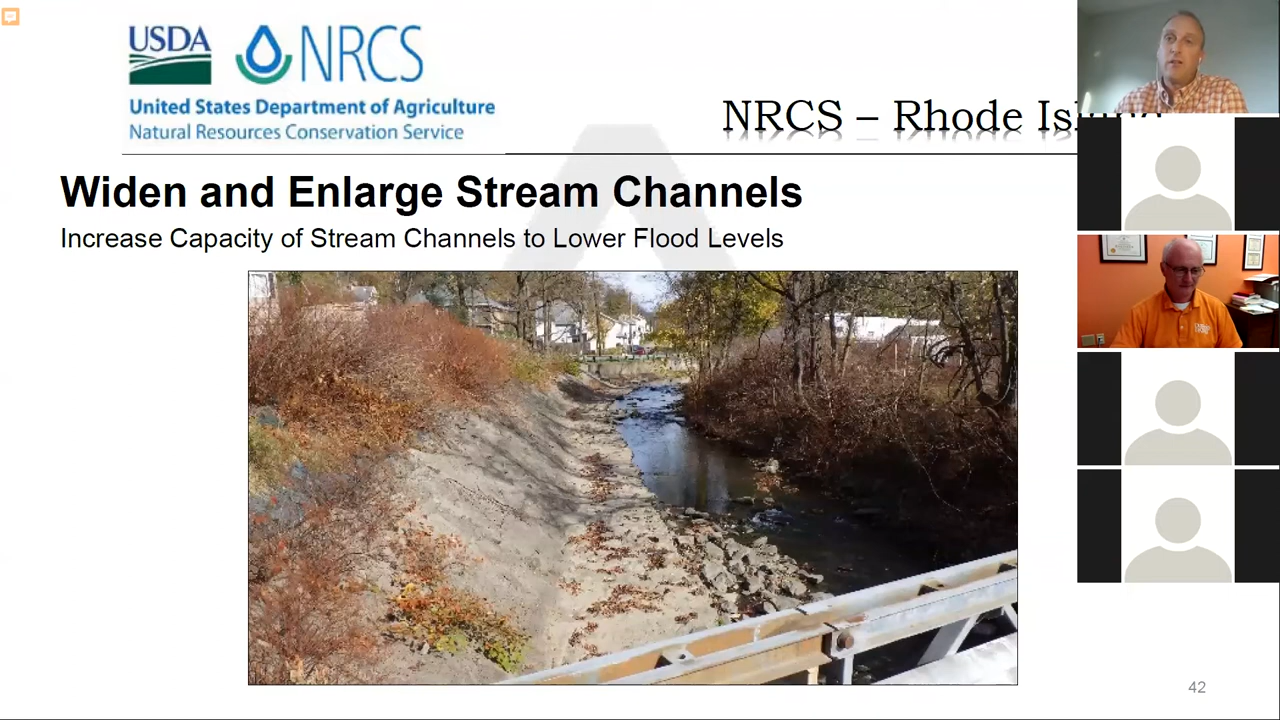 USDA NRCS
United States Department of Agriculture
Natural Resources Conservation Service
NRCS – Rhode Island
Widen and Enlarge Stream Channels
Increase Capacity of Stream Channels to Lower Flood Levels
42